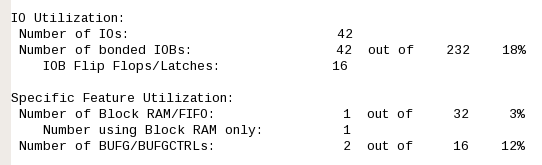 IO Utilization:
 Number of IOs:                          42
 Number of bonded IOBs:                  42  out of    232    18%
    IOB Flip Flops/Latches:              16

Specific Feature Utilization:
 Number of Block RAM/FIFO:                1  out of     32     3%
    Number using Block RAM only:          1
 Number of BUFG/BUFGCTRLs:                2  out of     16    12%